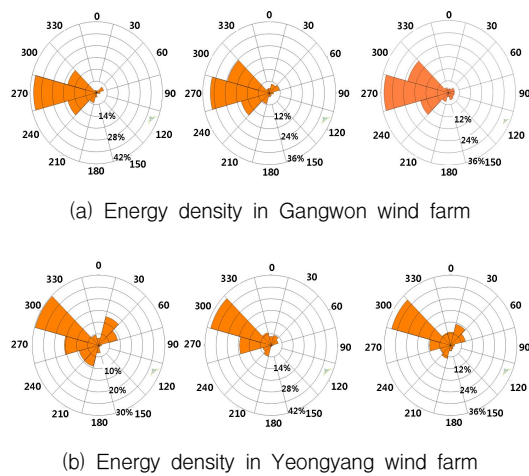 0 0 0
330 30 330 30 330 30
300 60 300 60 300 60
270 90 270 90 270 90
14% 12% 12%
240 120 240 120 240 120
28% 24% 24%
210 42% 150 210 36% 150 210 36% 150
180 180 180
(a) Energy density in Gangwon wind farm
0 0 0
330 30 330 30 330 30
300 60 300 60 300 60
270 90 270 90 270 90
10% 14% 12%
240 120 240 120 240 120
20% 28% 24%
210 30% 150 210 42% 150 210 36% 150
180 180 180
(b) Energy density in Yeongyang wind farm